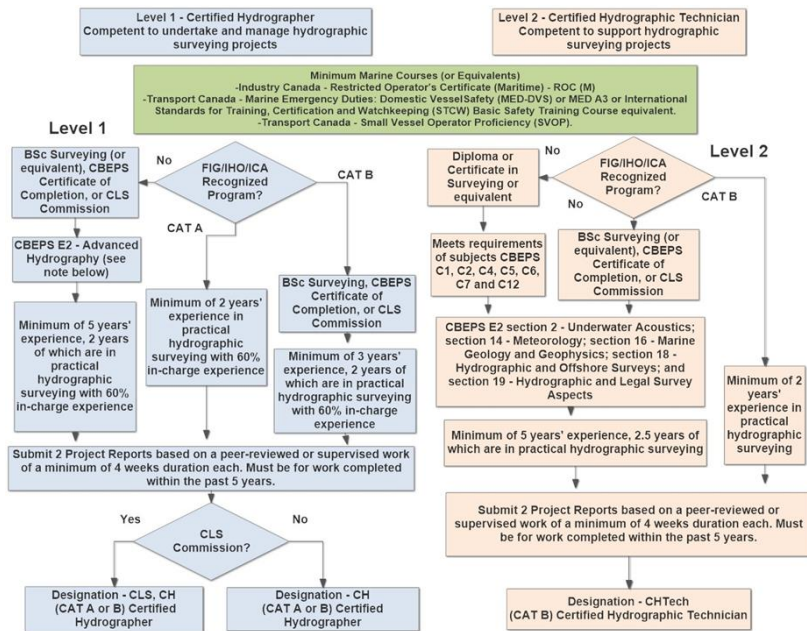 Level 1 - Certified Hydrographer
Competent to undertake and manage hydrographic
surveying projects
Level 2 - Certified Hydrographic Technician
Competent to support hydrographic
surveying projects
Minimum Marine Courses (or Equivalents)
-Industry Canada - Restricted Operator's Certificate (Maritime) - ROC (M)
-Transport Canada - Marine Emergency Duties: Domestic VesselSafety (MED-DVS) or MED A3 or International
Standards for Training, Certification and Watchkeeping (STCW) Basic Safety Training Course equivalent.
-Transport Canada - Small Vessel Operator Proficiency (SVOP).
Level 1
BSc Surveying (or
equivalent), CBEPS
Certificate of
Completion, or CLS
Commission
No
FIG/IHO/ICA
Recognized
Program?
CAT B
CAT A
CBEPS E2 - Advanced
Hydrography (see
note below)
Minimum of 5 years'
experience, 2 years
of which are in
practical
hydrographic
surveying with 60%
in-charge experience
Minimum of 2 years'
experience in
practical
hydrographic
surveying with 60%
in-charge experience
BSc Surveying, CBEPS
Certificate of
Completion, or CLS
Commission
Minimum of 3 years'
experience, 2 years
of which are in
practical hydrographic
surveying with 60%
in-charge experience
Submit 2 Project Reports based on a peer-reviewed or supervised work
of a minimum of 4 weeks duration each. Must be for work completed
within the past 5 years.
Yes
CLS
Commission?
No
Designation - CLS, CH
(CAT A or B) Certified
Hydrographer
Designation - CH
(CAT A or B) Certified
Hydrographer
Level 2
Diploma or
Certificate in
Surveying or
equivalent
No
FIG/IHO/ICA
Recognized
Program?
No
CAT B
Meets requirements
of subjects CBEPS
C1, C2, C4, C5, C6,
C7 and C12
BSc Surveying (or
equivalent), CBEPS
Certificate of
Completion, or CLS
Commission
CBEPS E2 section 2 - Underwater Acoustics;
section 14 - Meteorology; section 16 - Marine
Geology and Geophysics; section 18 -
Hydrographic and Offshore Surveys; and
section 19 - Hydrographic and Legal Survey
Aspects
Minimum of 5 years' experience, 2.5 years of
which are in practical hydrographic surveying
Minimum of 2
years'
experience in
practical
hydrographic
surveying
Submit 2 Project Reports based on a peer-reviewed or
supervised work of a minimum of 4 weeks duration each. Must
be for work completed within the past 5 years.
Designation - CHTech
(CAT B) Certified Hydrographic Technician